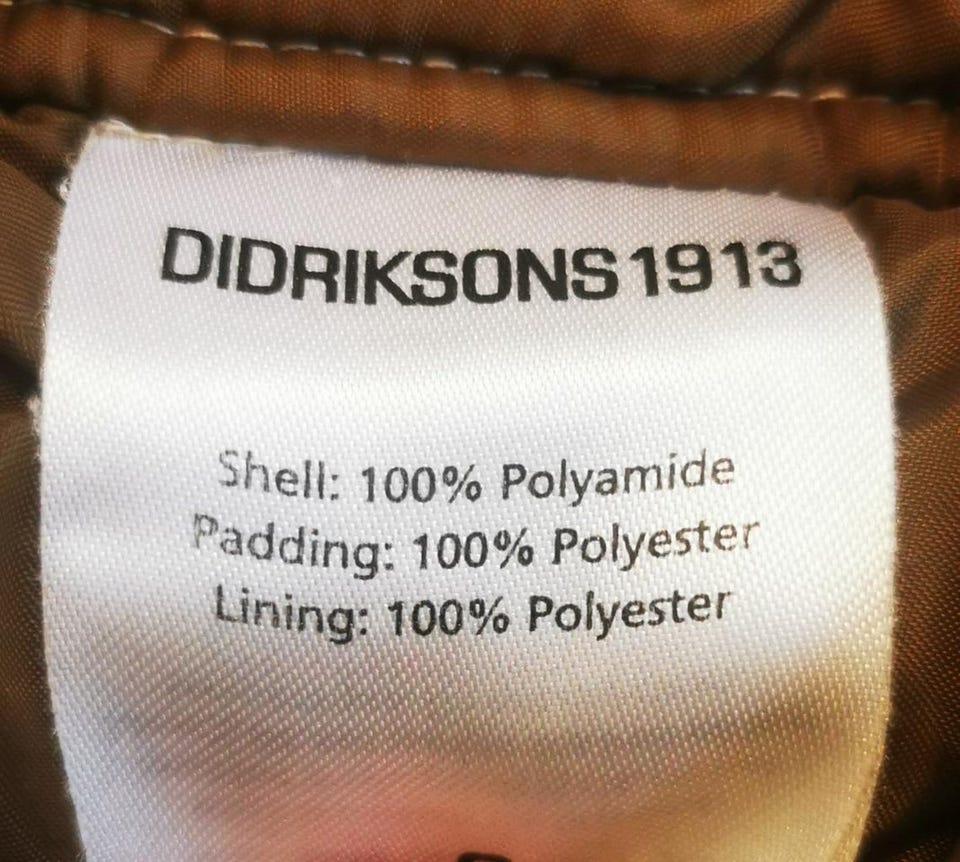 DIDRIKSONS1913
Shell: 100% Polyamide
Padding: 100% Polyester
Lining: 100% Polyester